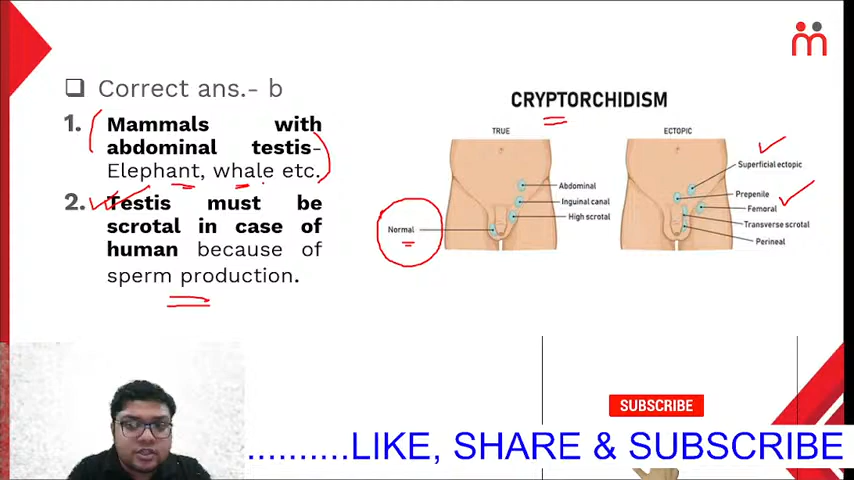 ❑ Correct ans.- b
1. Mammals with
abdominal testis-
Elephant, whale etc.
2. Testis must be
scrotal in case of
human because of
sperm production.
CRYPTORCHIDISM
TRUE
Abdominal
Inguinal canal
High scrotal
Normal
ECTOPIC
Superficial ectopic
Prepenile
Femoral
Transverse scrotal
Perineal
SUBSCRIBE
..........LIKE, SHARE & SUBSCRIBE